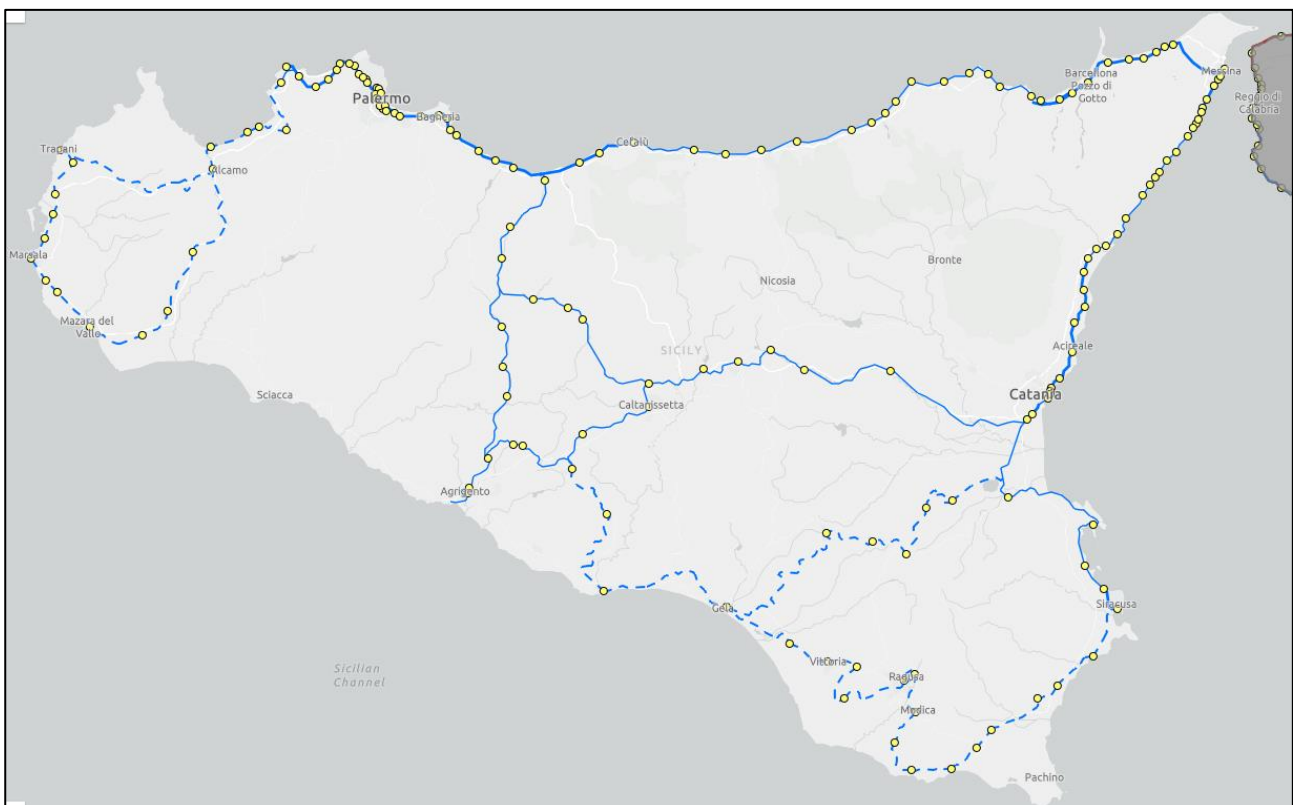 Messina
Barcellona
Pozzo di
Gotto
Reggio di
Calabria
Palermo
Bagheria
Cefalù
Trapani
Alcamo
Marsala
Bronte
Nicosia
Mazara del
Vallo
SICILY
Acireale
Sciacca
Caltanissetta
Catania
Agrigento
Gela
Siracusa
Sicilian
Channel
Vittoria
Ragusa
Modica
Pachino